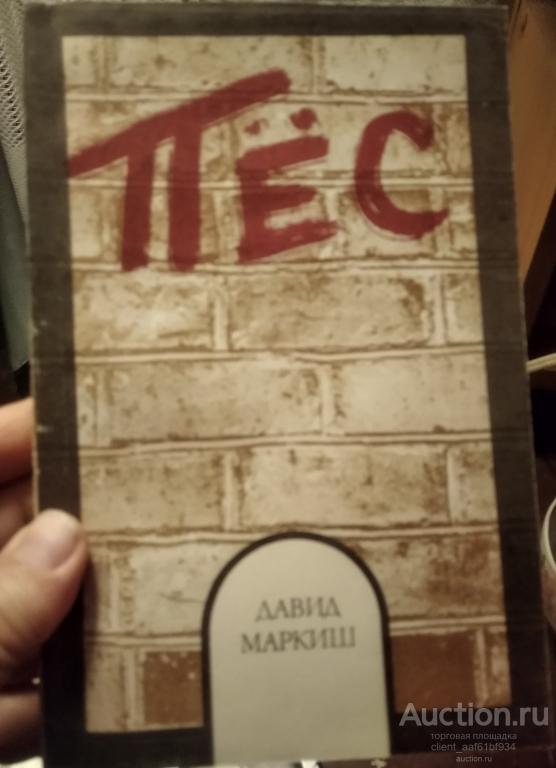 ПЁС
ДАВИД
МАРКИШ
Auction.ru
торговая площадка
client_aaf61bf934
auction.ru